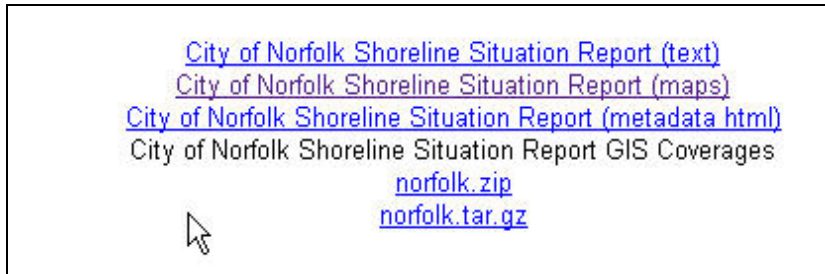 City of Norfolk Shoreline Situation Report (text)
City of Norfolk Shoreline Situation Report (maps)
City of Norfolk Shoreline Situation Report (metadata html)
City of Norfolk Shoreline Situation Report GIS Coverages
norfolk.zip
norfolk.tar.gz